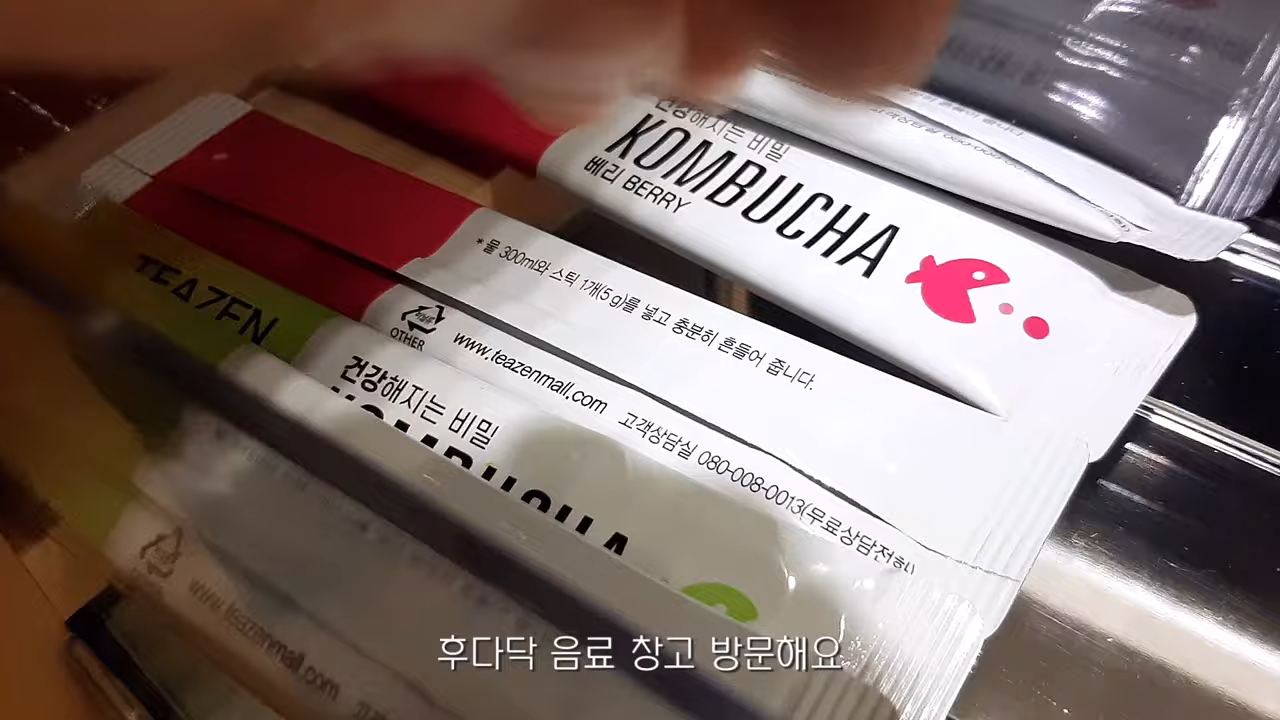 건강해지는 비밀
KOMBUCHA
베리 BERRY
* 물 300ml와 스틱 1개(5g)를 넣고 충분히 흔들어 줍니다.
OTHER
www.teazenmall.com 고객상담실 080-008-0013(무료상담전화)
TEAZEN
건강해지는 비밀
KOMBUCHA
www.teazenmall.com
후다닥 음료 창고 방문해요